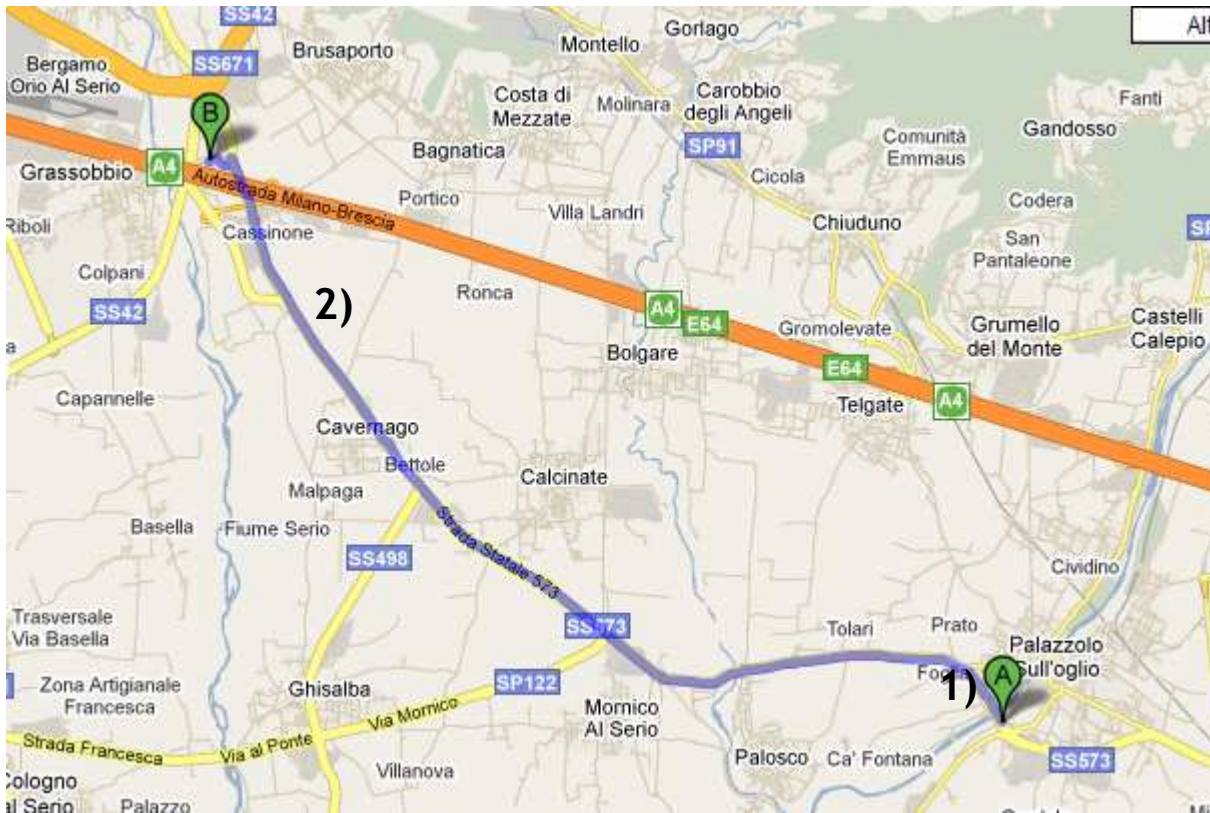 SS42
Gorlago
Alt
Montello
Brusaporto
SS671
Bergamo
Orio Al Serio
Costa di
Mezzate
Molinara
Carobbio
degli Angeli
Fanti
Gandosso
B
Comunità
Emmaus
SP91
Bagnatica
Grassobbio
A4
Autostrada Milano-Brescia
Portico
Cicola
Codera
Villa Landri
Chiuduno
Riboli
Cassinone
San
Pantaleone
Colpani
Ronca
2)
SS42
A4
E64
Gromolevate
Grumello
del Monte
Castelli
Calepio
a
Bolgare
E64
Capannelle
Telgate
A4
Cavernago
Bettole
Calcinate
Malpaga
Basella
Fiume Serio
Strada Statale 573
SS498
Cividino
Trasversale
Via Basella
SS573
Tolari
Prato
Palazzolo
Sull'oglio
Foglia
A
1)
Zona Artigianale
Francesca
Ghisalba
SP122
Via Mornico
Mornico
Al Serio
Strada Francesca
Via al Ponte
Palosco
Ca' Fontana
SS573
Villanova
Cologno
al Serio
Palazzo